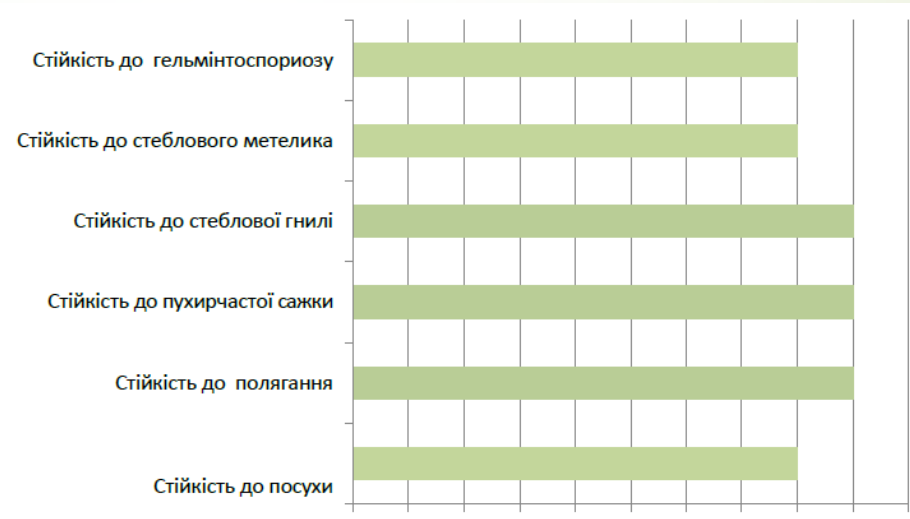 Стійкість до гельмінтоспориозу
Стійкість до стеблового метелика
Стійкість до стеблової гнилі
Стійкість до пухирчастої сажки
Стійкість до полягання
Стійкість до посухи